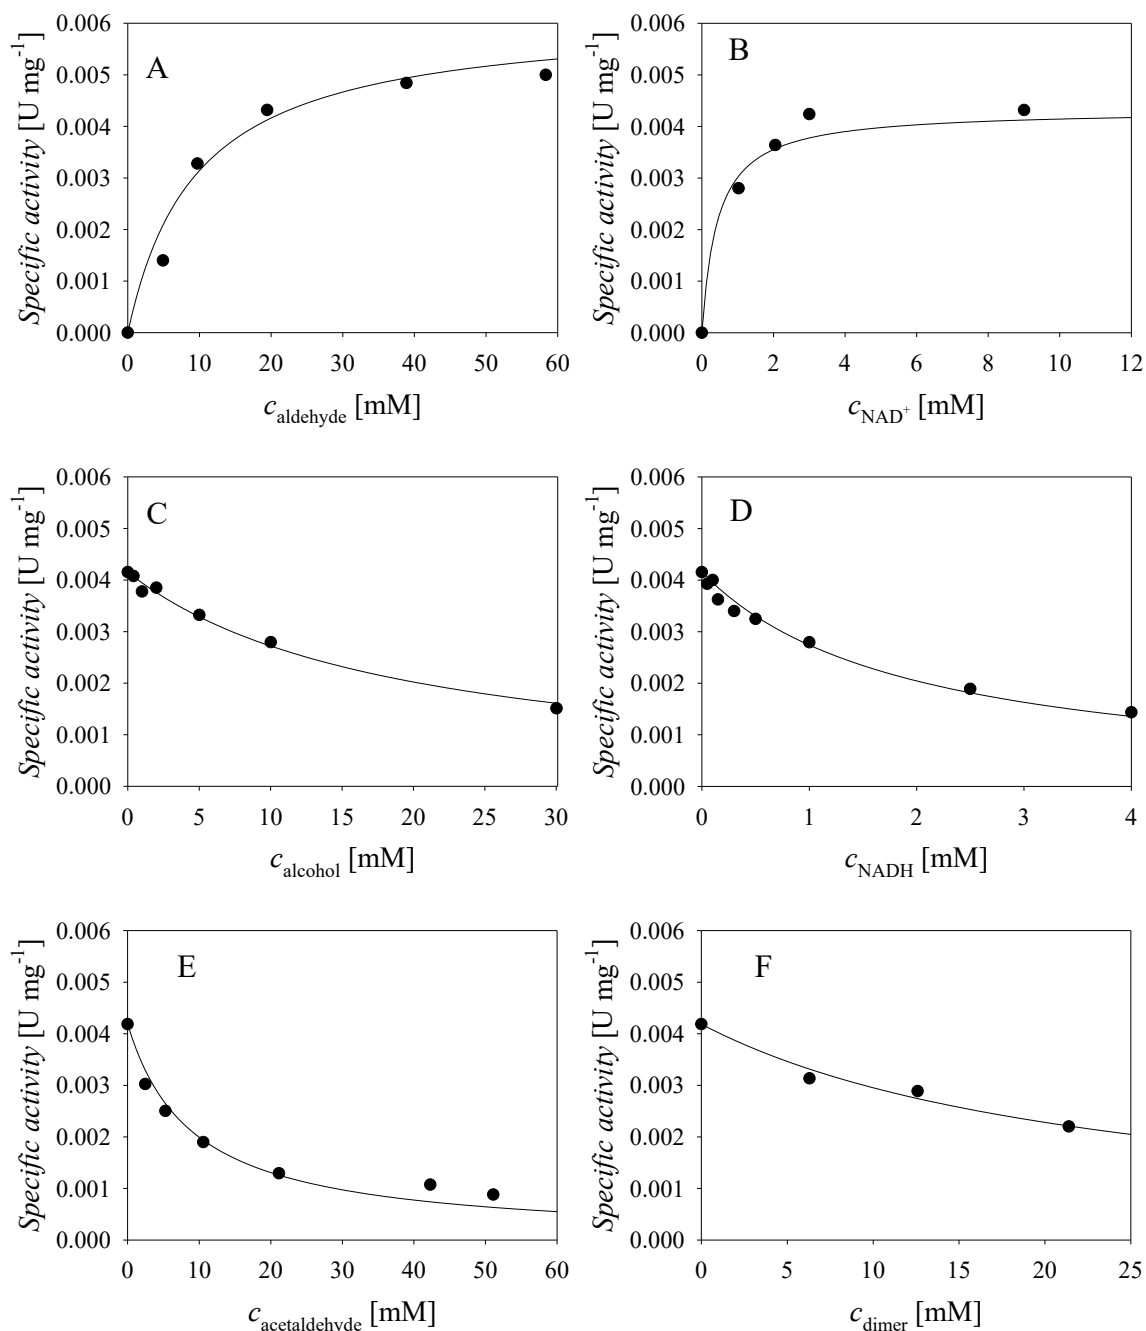 A
Specific activity [U mg⁻¹]
0.006
0.005
0.004
0.003
0.002
0.001
0.000
0 10 20 30 40 50 60
c_aldehyde [mM]
B
Specific activity [U mg⁻¹]
0.006
0.005
0.004
0.003
0.002
0.001
0.000
0 2 4 6 8 10 12
c_NAD⁺ [mM]
C
Specific activity [U mg⁻¹]
0.006
0.005
0.004
0.003
0.002
0.001
0.000
0 5 10 15 20 25 30
c_alcohol [mM]
D
Specific activity [U mg⁻¹]
0.006
0.005
0.004
0.003
0.002
0.001
0.000
0 1 2 3 4
c_NADH [mM]
E
Specific activity [U mg⁻¹]
0.006
0.005
0.004
0.003
0.002
0.001
0.000
0 10 20 30 40 50 60
c_acetaldehyde [mM]
F
Specific activity [U mg⁻¹]
0.006
0.005
0.004
0.003
0.002
0.001
0.000
0 5 10 15 20 25
c_dimer [mM]